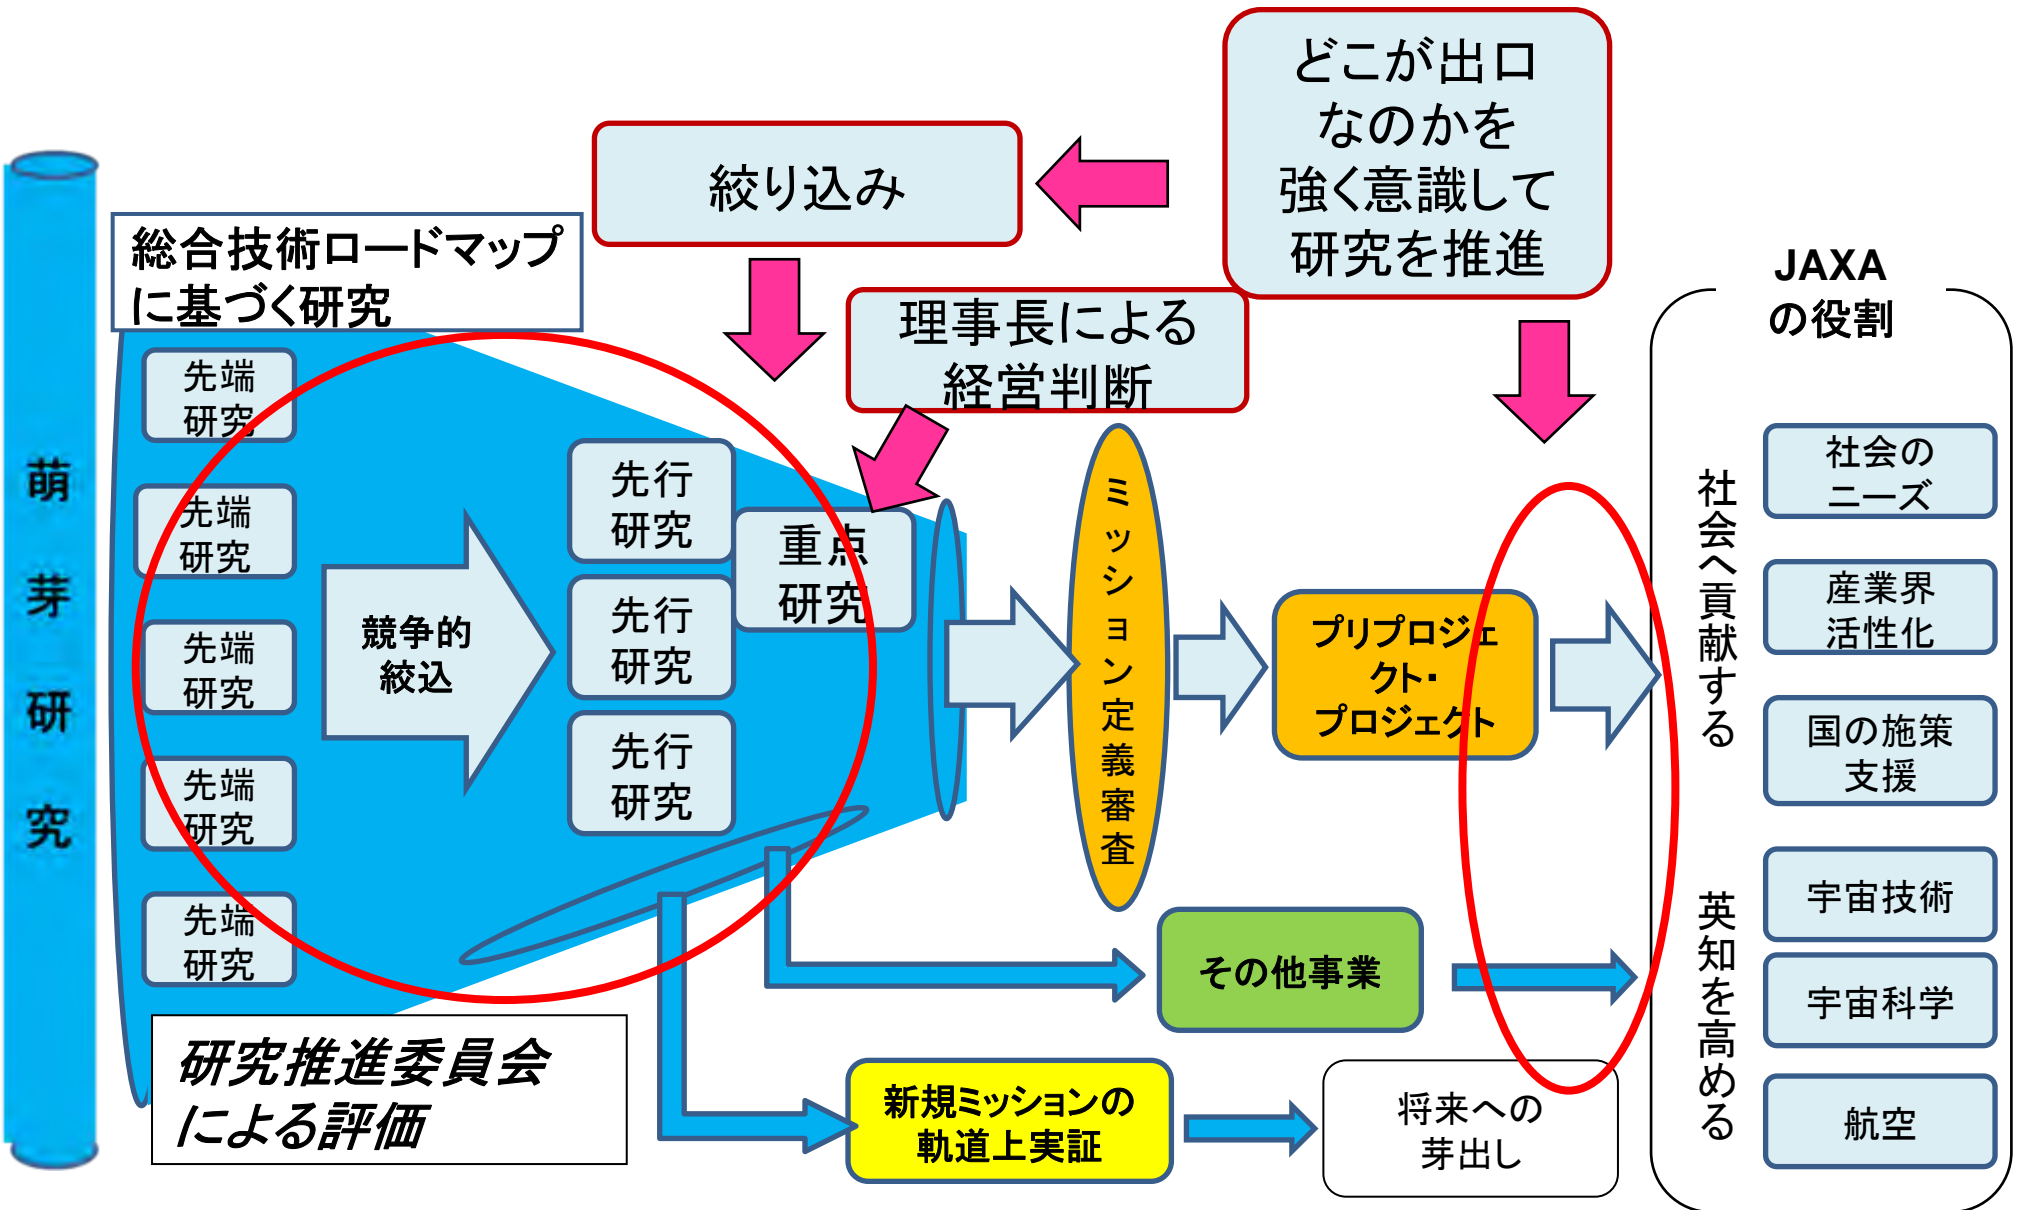 どこが出口
なのかを
強く意識して
研究を推進
絞り込み
総合技術ロードマップ
に基づく研究
理事長による
経営判断
JAXA
の役割
萌芽研究
先端
研究
先端
研究
先端
研究
先端
研究
先端
研究
競争的
絞込
先行
研究
先行
研究
先行
研究
重点
研究
ミッション定義審査
プリプロジェ
クト・
プロジェクト
社会へ貢献する
社会の
ニーズ
産業界
活性化
国の施策
支援
英知を高める
宇宙技術
宇宙科学
航空
その他事業
研究推進委員会
による評価
新規ミッションの
軌道上実証
将来への
芽出し